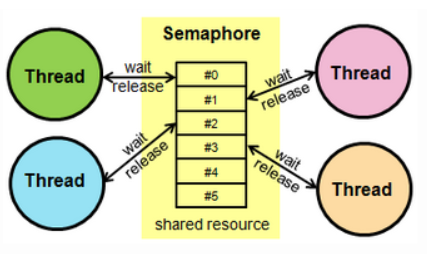 Semaphore
Thread
wait
release
#0
#1
#2
#3
#4
#5
wait
release
Thread
Thread
wait
release
wait
release
Thread
shared resource